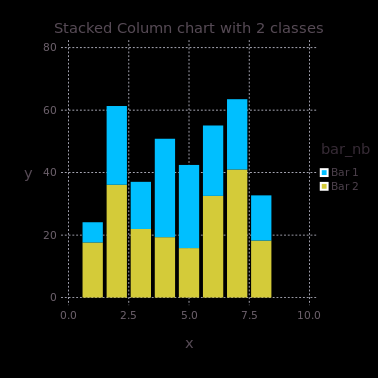 Stacked Column chart with 2 classes
80
60
40
20
0
y
0.0 2.5 5.0 7.5 10.0
x
bar_nb
Bar 1
Bar 2